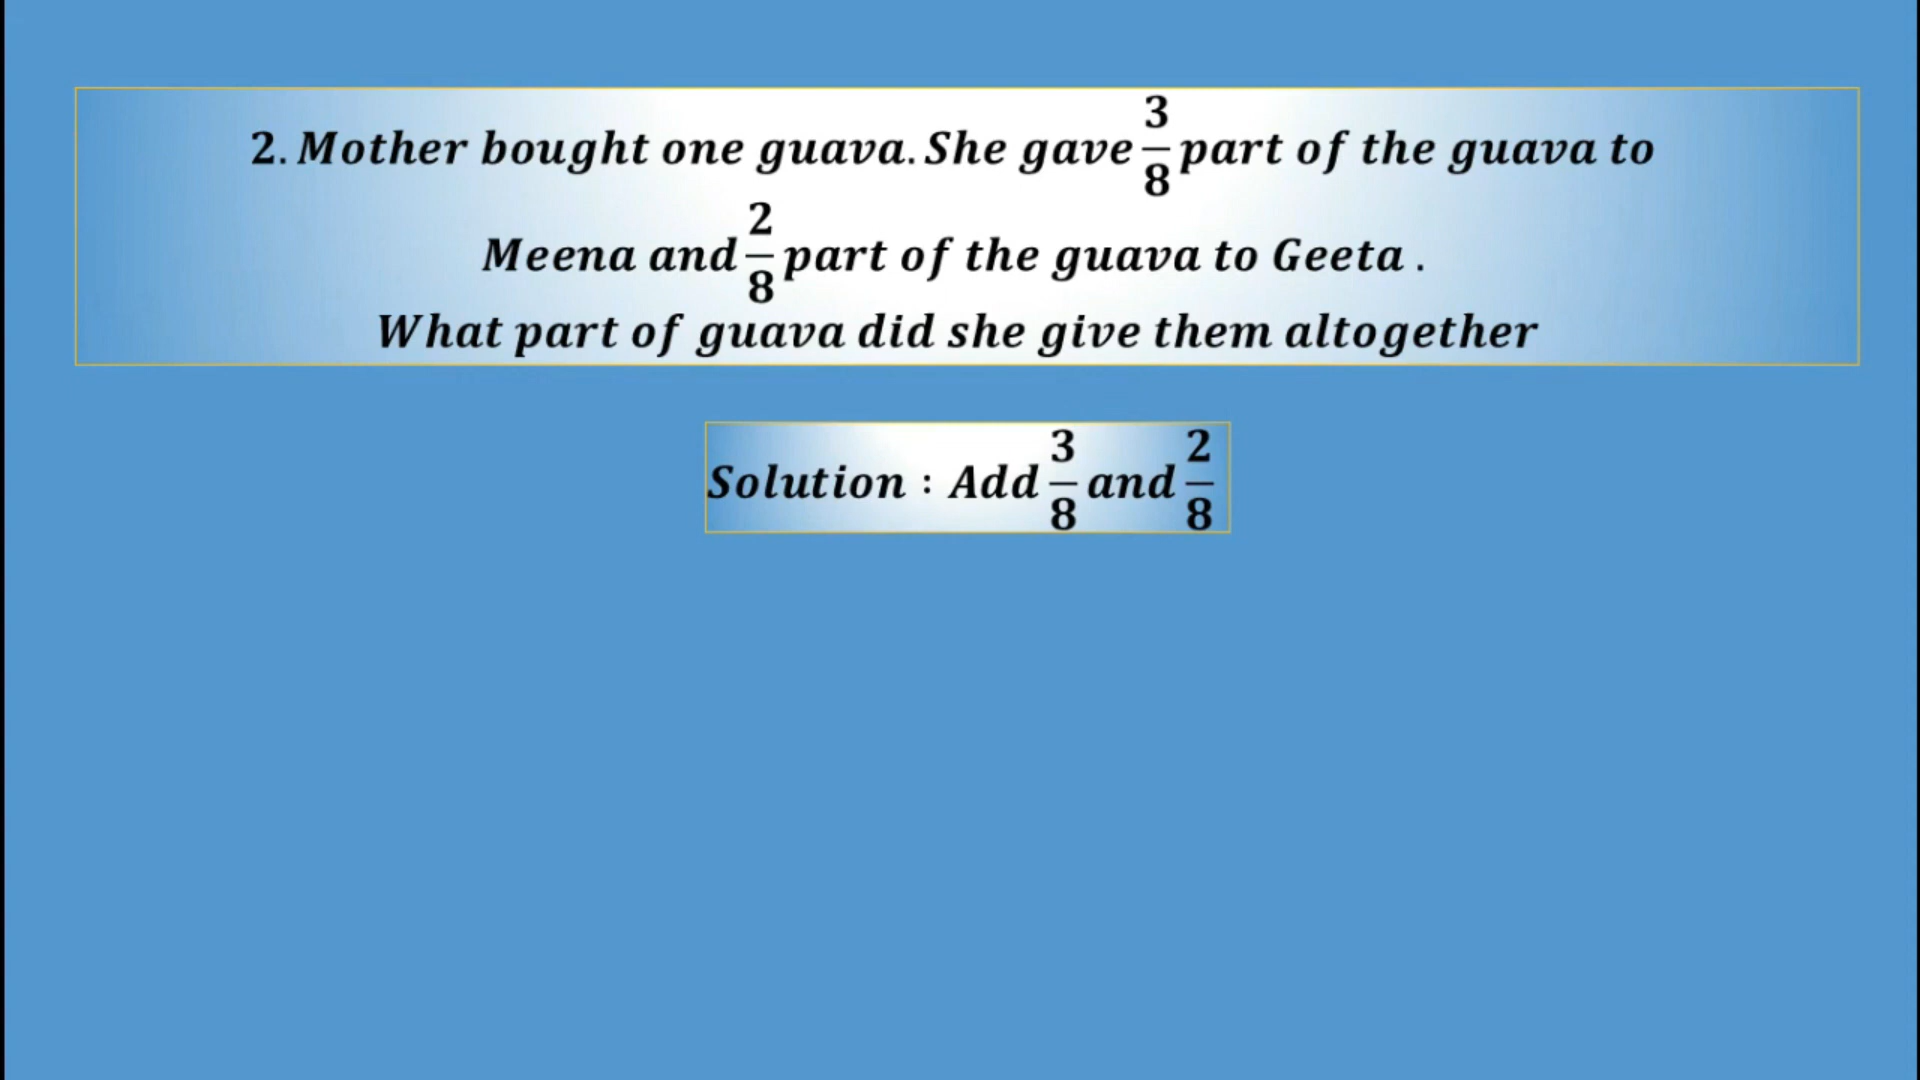 2. Mother bought one guava. She gave 3/8 part of the guava to
Meena and 2/8 part of the guava to Geeta .
What part of guava did she give them altogether
Solution : Add 3/8 and 2/8